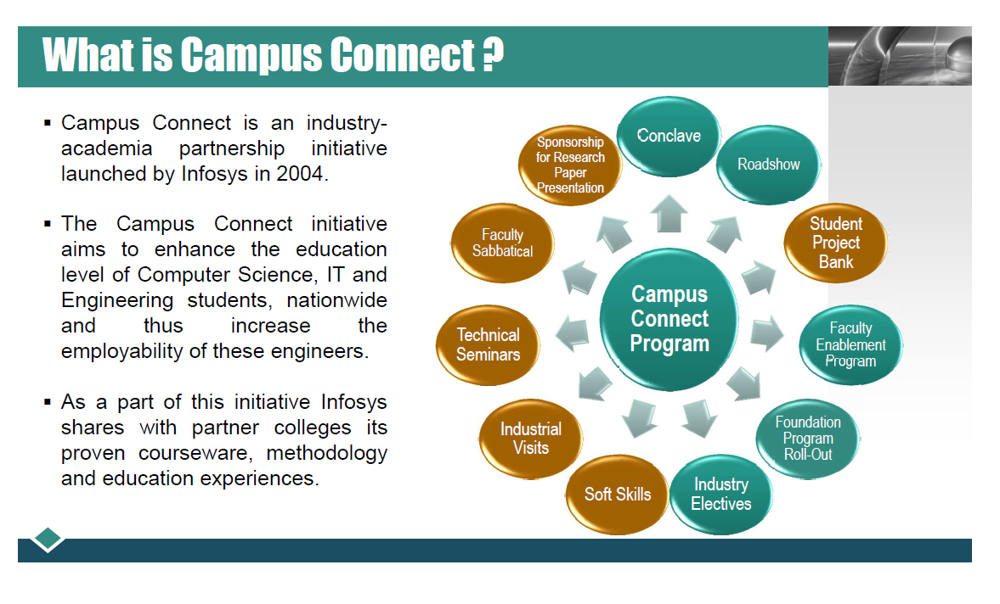 What is Campus Connect ?
▪ Campus Connect is an industry-
academia partnership initiative
launched by Infosys in 2004.
▪ The Campus Connect initiative
aims to enhance the education
level of Computer Science, IT and
Engineering students, nationwide
and thus increase the
employability of these engineers.
▪ As a part of this initiative Infosys
shares with partner colleges its
proven courseware, methodology
and education experiences.
Conclave
Roadshow
Student
Project
Bank
Faculty
Enablement
Program
Foundation
Program
Roll-Out
Industry
Electives
Soft Skills
Industrial
Visits
Technical
Seminars
Faculty
Sabbatical
Sponsorship
for Research
Paper
Presentation
Campus
Connect
Program